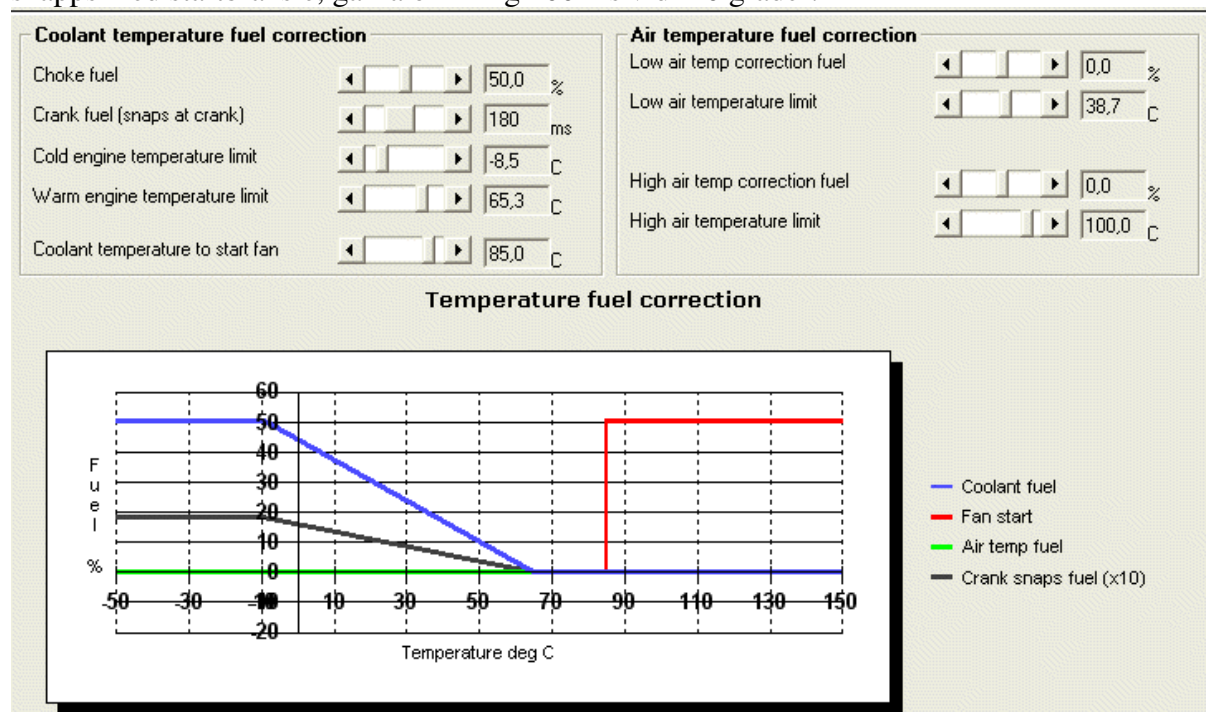 Coolant temperature fuel correction
Choke fuel 50,0 %
Crank fuel (snaps at crank) 180 ms
Cold engine temperature limit -8,5 C
Warm engine temperature limit 65,3 C
Coolant temperature to start fan 85,0 C
Air temperature fuel correction
Low air temp correction fuel 0,0 %
Low air temperature limit 38,7 C
High air temp correction fuel 0,0 %
High air temperature limit 100,0 C
Temperature fuel correction
60
50
40
30
20
10
0
-20
Fuel %
-50 -30 10 30 50 70 90 110 130 150
Temperature deg C
Coolant fuel
Fan start
Air temp fuel
Crank snaps fuel (x10)